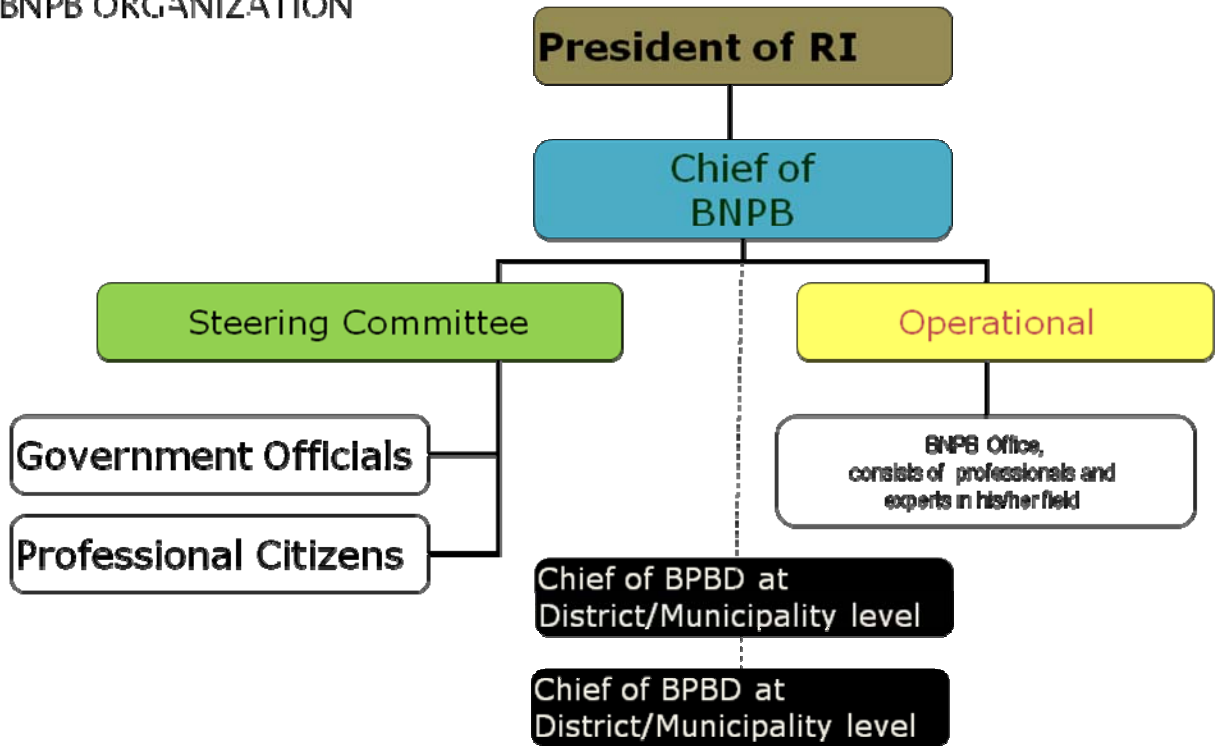 BNPB ORGANIZATION
President of RI
Chief of
BNPB
Steering Committee
Operational
Government Officials
Professional Citizens
BNPB Office,
consists of professionals and
experts in his/her field
Chief of BPBD at
District/Municipality level
Chief of BPBD at
District/Municipality level